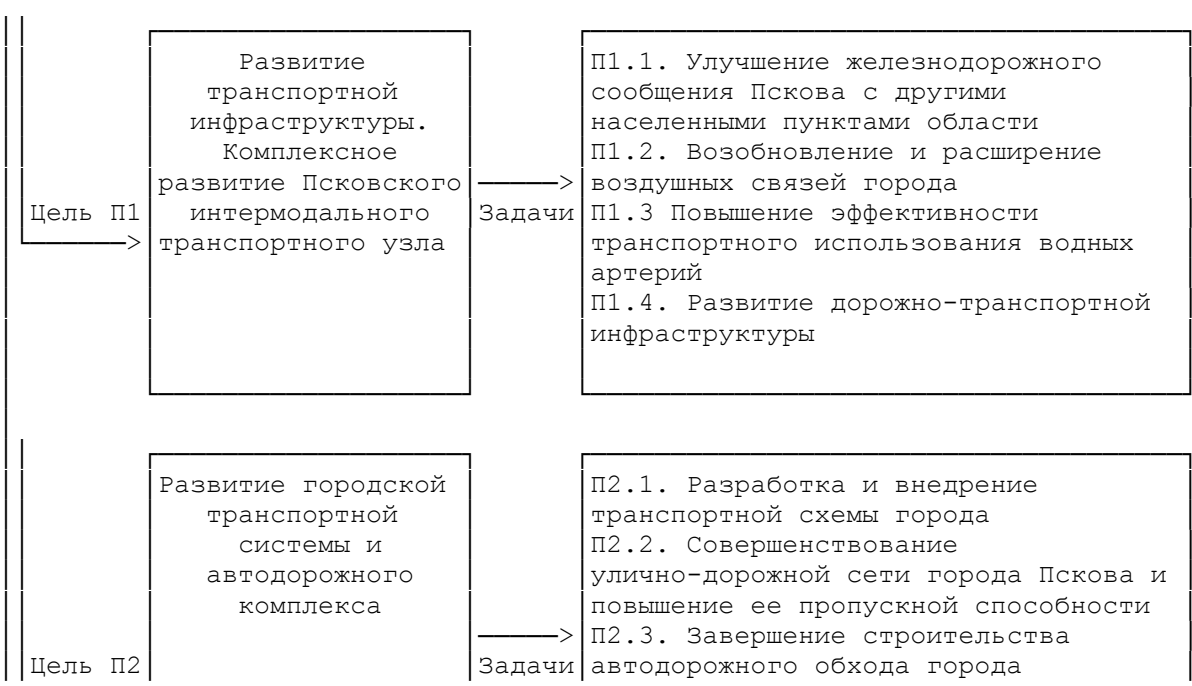 Развитие
транспортной
инфраструктуры.
Комплексное
развитие Псковского
интермодального
транспортного узла
Цель П1
Задачи
П1.1. Улучшение железнодорожного
сообщения Пскова с другими
населенными пунктами области
П1.2. Возобновление и расширение
воздушных связей города
П1.3 Повышение эффективности
транспортного использования водных
артерий
П1.4. Развитие дорожно-транспортной
инфраструктуры
Развитие городской
транспортной
системы и
автодорожного
комплекса
Цель П2
Задачи
П2.1. Разработка и внедрение
транспортной схемы города
П2.2. Совершенствование
улично-дорожной сети города Пскова и
повышение ее пропускной способности
П2.3. Завершение строительства
автодорожного обхода города